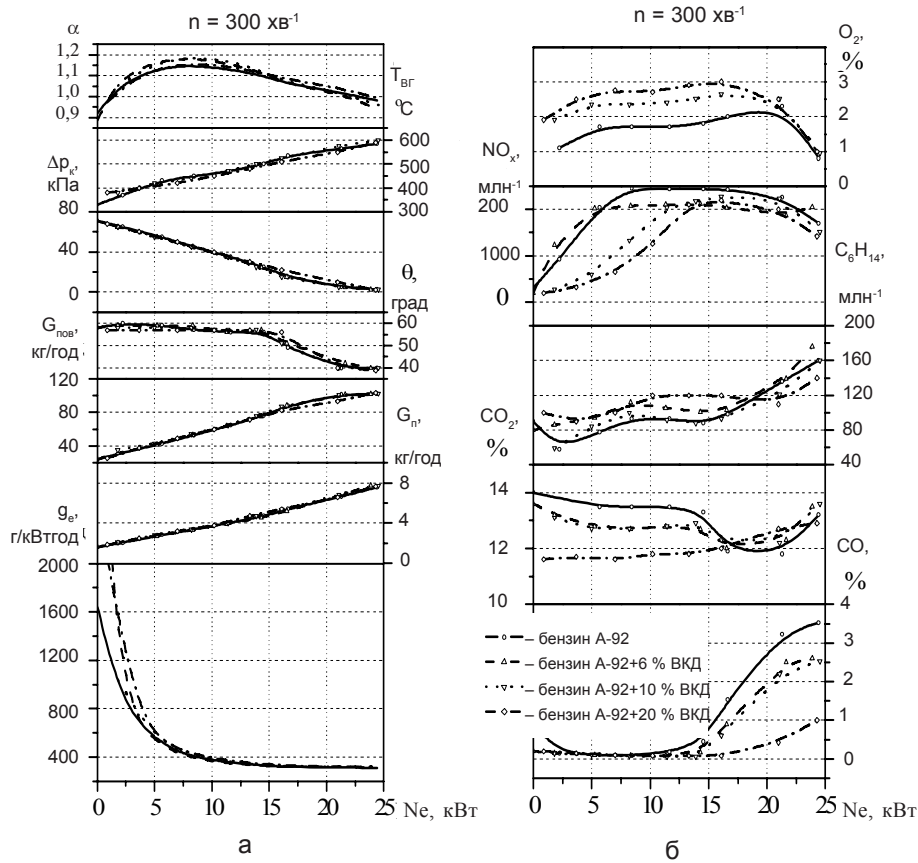 n = 300 хв-1
α
1,2
1,1
1,0
0,9
TВГ
ºC
600
500
400
300
Δpк,
кПа
80
40
0
θ,
град
Gпов,
кг/год
60
50
40
120
80
40
Gп,
кг/год
8
4
0
gе,
г/кВтгод
2000
1600
1200
800
400
0 5 10 15 20 25 Ne, кВт
а
n = 300 хв-1
O2,
%
3
2
1
0
NOx,
млн-1
200
1000
0
C6H14,
млн-1
200
160
120
80
40
CO2,
%
14
13
12
10
CO,
%
4
3
2
1
0
– бензин А-92
– бензин А-92+6 % ВКД
– бензин А-92+10 % ВКД
– бензин А-92+20 % ВКД
0 5 10 15 20 25 Ne, кВт
б